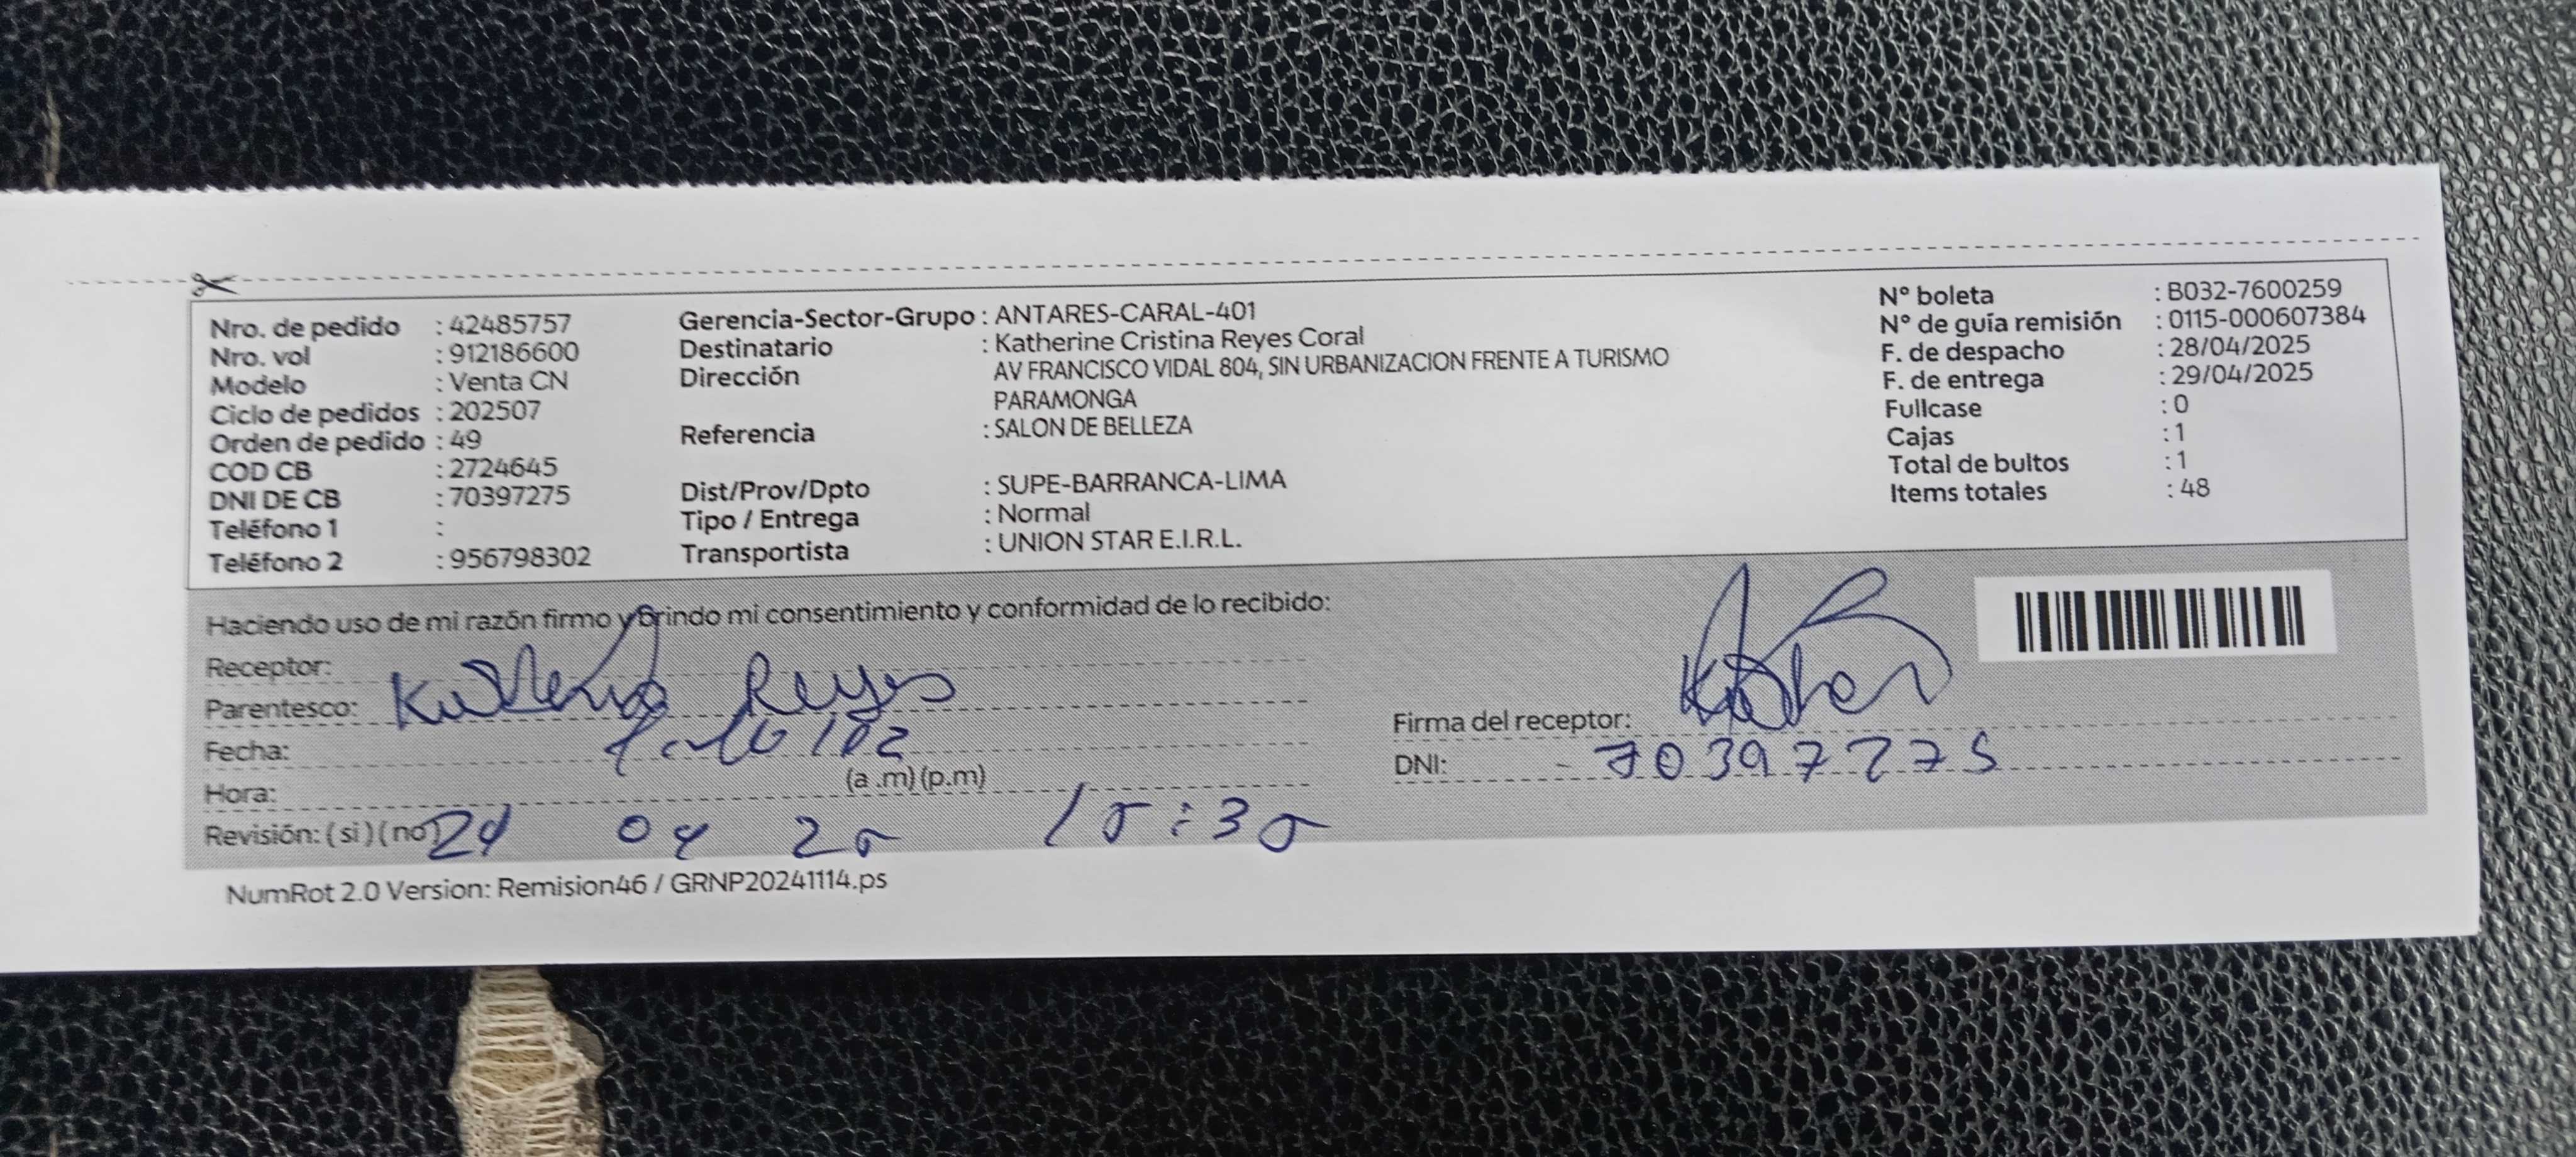 Nro. de pedido : 42485757
Nro. vol : 912186600
Modelo : Venta CN
Ciclo de pedidos : 202507
Orden de pedido : 49
COD CB : 2724645
DNI DE CB : 70397275
Teléfono 1 :
Teléfono 2 : 956798302
Gerencia-Sector-Grupo : ANTARES-CARAL-401
Destinatario : Katherine Cristina Reyes Coral
Dirección AV FRANCISCO VIDAL 804, SIN URBANIZACION FRENTE A TURISMO
PARAMONGA
Referencia : SALON DE BELLEZA
Dist/Prov/Dpto : SUPE-BARRANCA-LIMA
Tipo / Entrega : Normal
Transportista : UNION STAR E.I.R.L.
N° boleta : B032-7600259
N° de guía remisión : 0115-000607384
F. de despacho : 28/04/2025
F. de entrega : 29/04/2025
Fullcase : 0
Cajas : 1
Total de bultos : 1
Items totales : 48
Haciendo uso de mi razón firmo y brindo mi consentimiento y conformidad de lo recibido:
Receptor:
Parentesco: Reyes
Fecha:
(a .m) (p.m)
Hora:
Revisión: ( si ) ( no ) 04 25 15:35
Firma del receptor:
DNI: 70397275
NumRot 2.0 Version: Remision46 / GRNP20241114.ps